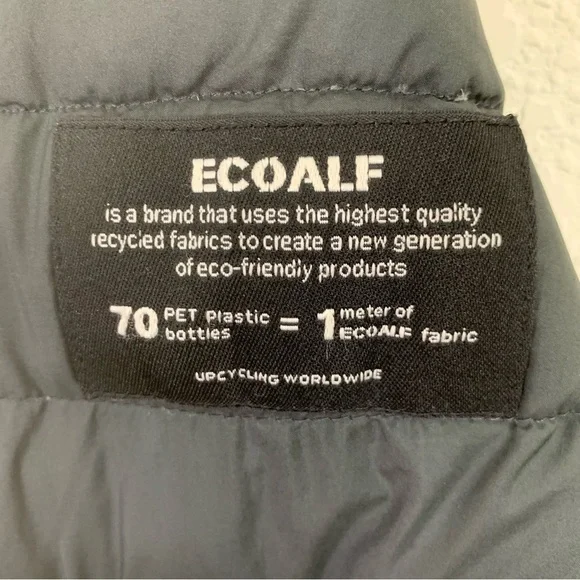 ECOALF
is a brand that uses the highest quality
recycled fabrics to create a new generation
of eco-friendly products
70 PET Plastic bottles = 1 meter of ECOALF fabric
UPCYCLING WORLDWIDE